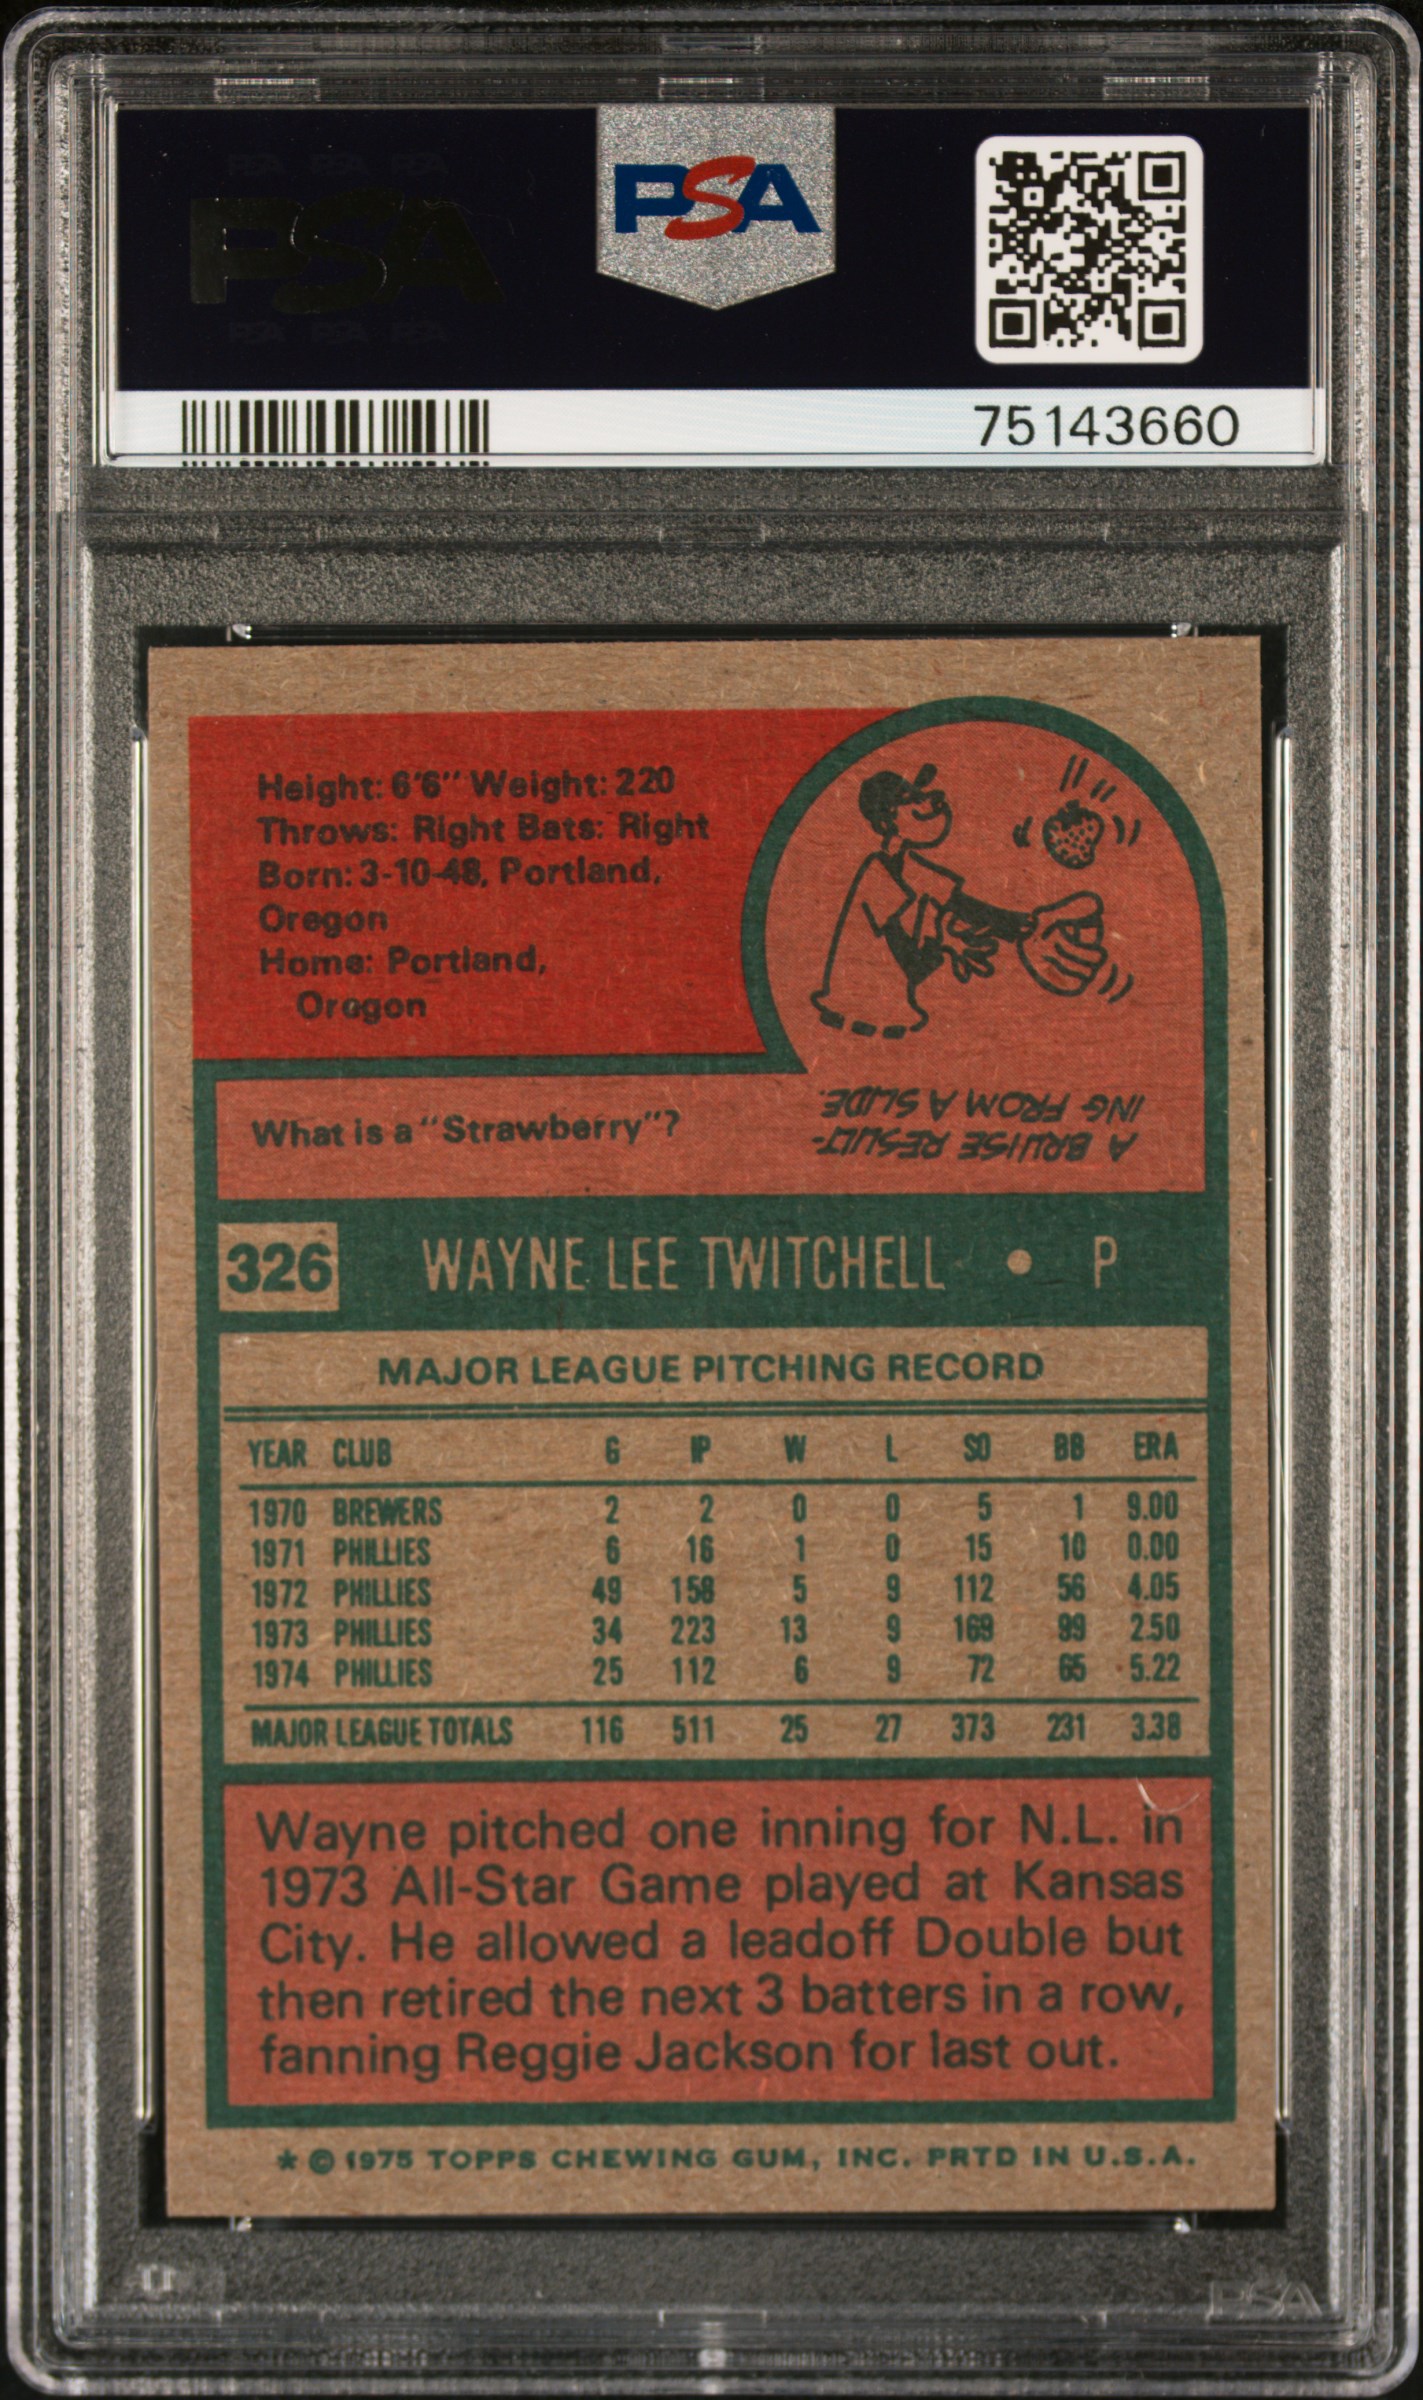 PSA PSA PSA
PSA
PSA PSA PSA
PSA
75143660
Height: 6'6" Weight: 220
Throws: Right Bats: Right
Born: 3-10-48, Portland,
Oregon
Home: Portland,
Oregon
What is a "Strawberry"?
A BRUISE RESULT-
ING FROM A SLIDE.
326 WAYNE LEE TWITCHELL • P
MAJOR LEAGUE PITCHING RECORD
YEAR CLUB G IP W L SO BB ERA
1970 BREWERS 2 2 0 0 5 1 9.00
1971 PHILLIES 6 16 1 0 15 10 0.00
1972 PHILLIES 49 158 5 9 112 56 4.05
1973 PHILLIES 34 223 13 9 169 99 2.50
1974 PHILLIES 25 112 6 9 72 65 5.22
MAJOR LEAGUE TOTALS 116 511 25 27 373 231 3.38
Wayne pitched one inning for N.L. in
1973 All-Star Game played at Kansas
City. He allowed a leadoff Double but
then retired the next 3 batters in a row,
fanning Reggie Jackson for last out.
* © 1975 TOPPS CHEWING GUM, INC. PRTD IN U.S.A.
PSA